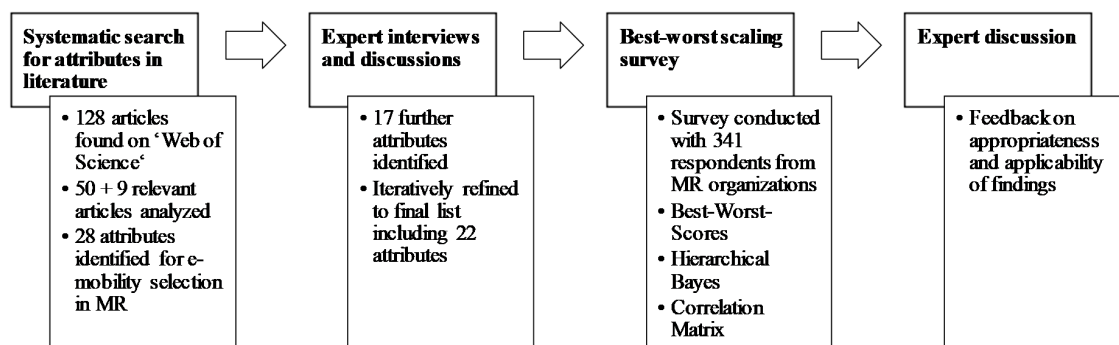 Systematic search
for attributes in
literature
• 128 articles
found on ‘Web of
Science‘
• 50 + 9 relevant
articles analyzed
• 28 attributes
identified for e-
mobility selection
in MR
Expert interviews
and discussions
• 17 further
attributes
identified
• Iteratively refined
to final list
including 22
attributes
Best-worst scaling
survey
• Survey conducted
with 341
respondents from
MR organizations
• Best-Worst-
Scores
• Hierarchical
Bayes
• Correlation
Matrix
Expert discussion
• Feedback on
appropriateness
and applicability
of findings